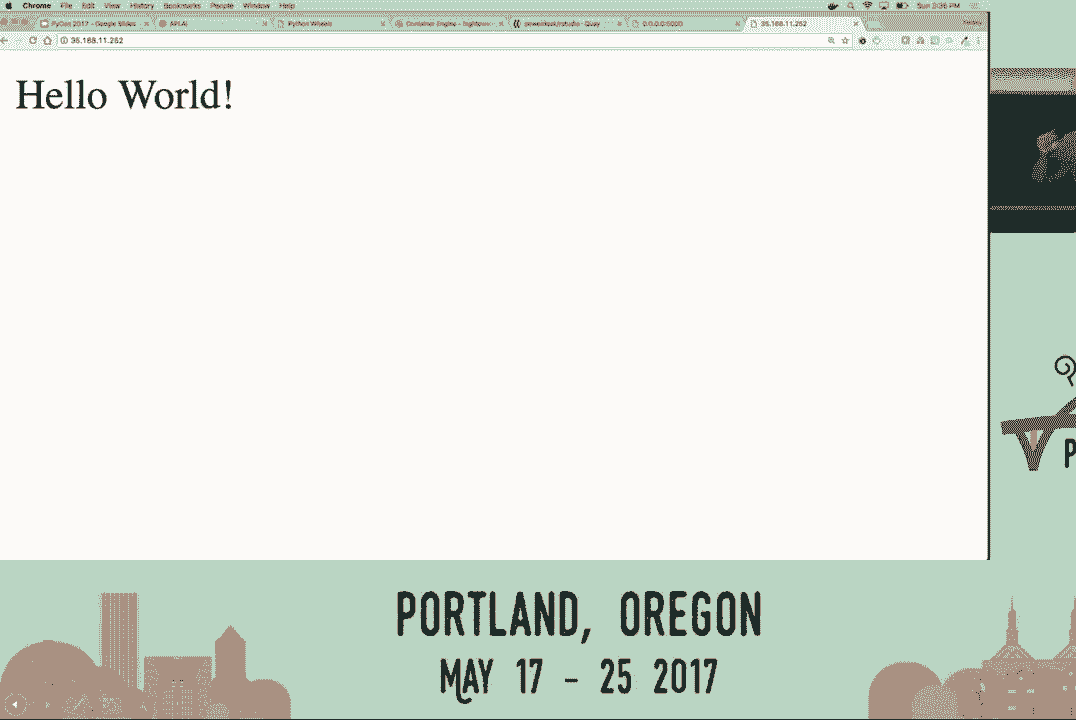 Chrome File Edit View History Bookmarks People Window Help Sun 3:36 PM
PyCon 2017 - Google Slides APLAI Python Wheels Container Engine - 0.0.0.0:5000 35.188.11.252
35.188.11.252
Hello World!
P
PORTLAND, OREGON
MAY 17 - 25 2017